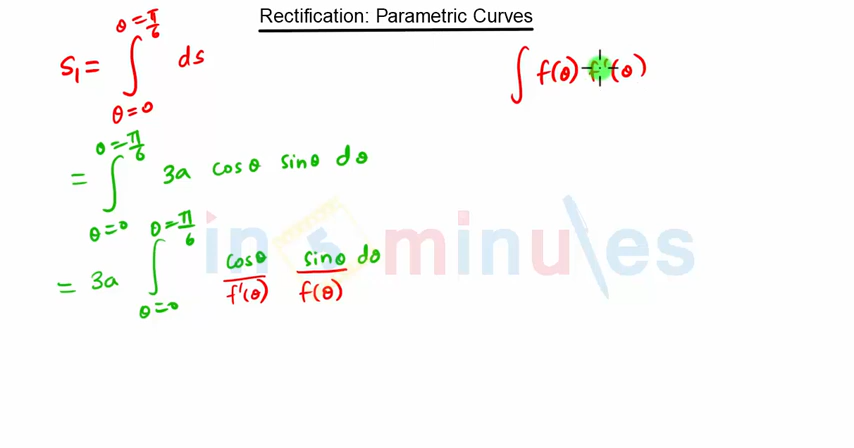 Rectification: Parametric Curves
S₁ = ∫_{θ=0}^{θ=π/6} ds
∫ f(θ) f'(θ)
= ∫_{θ=0}^{θ=π/6} 3a cosθ sinθ dθ
in 5 minutes
= 3a ∫_{θ=0}^{θ=π/6} cosθ sinθ dθ
f'(θ) f(θ)